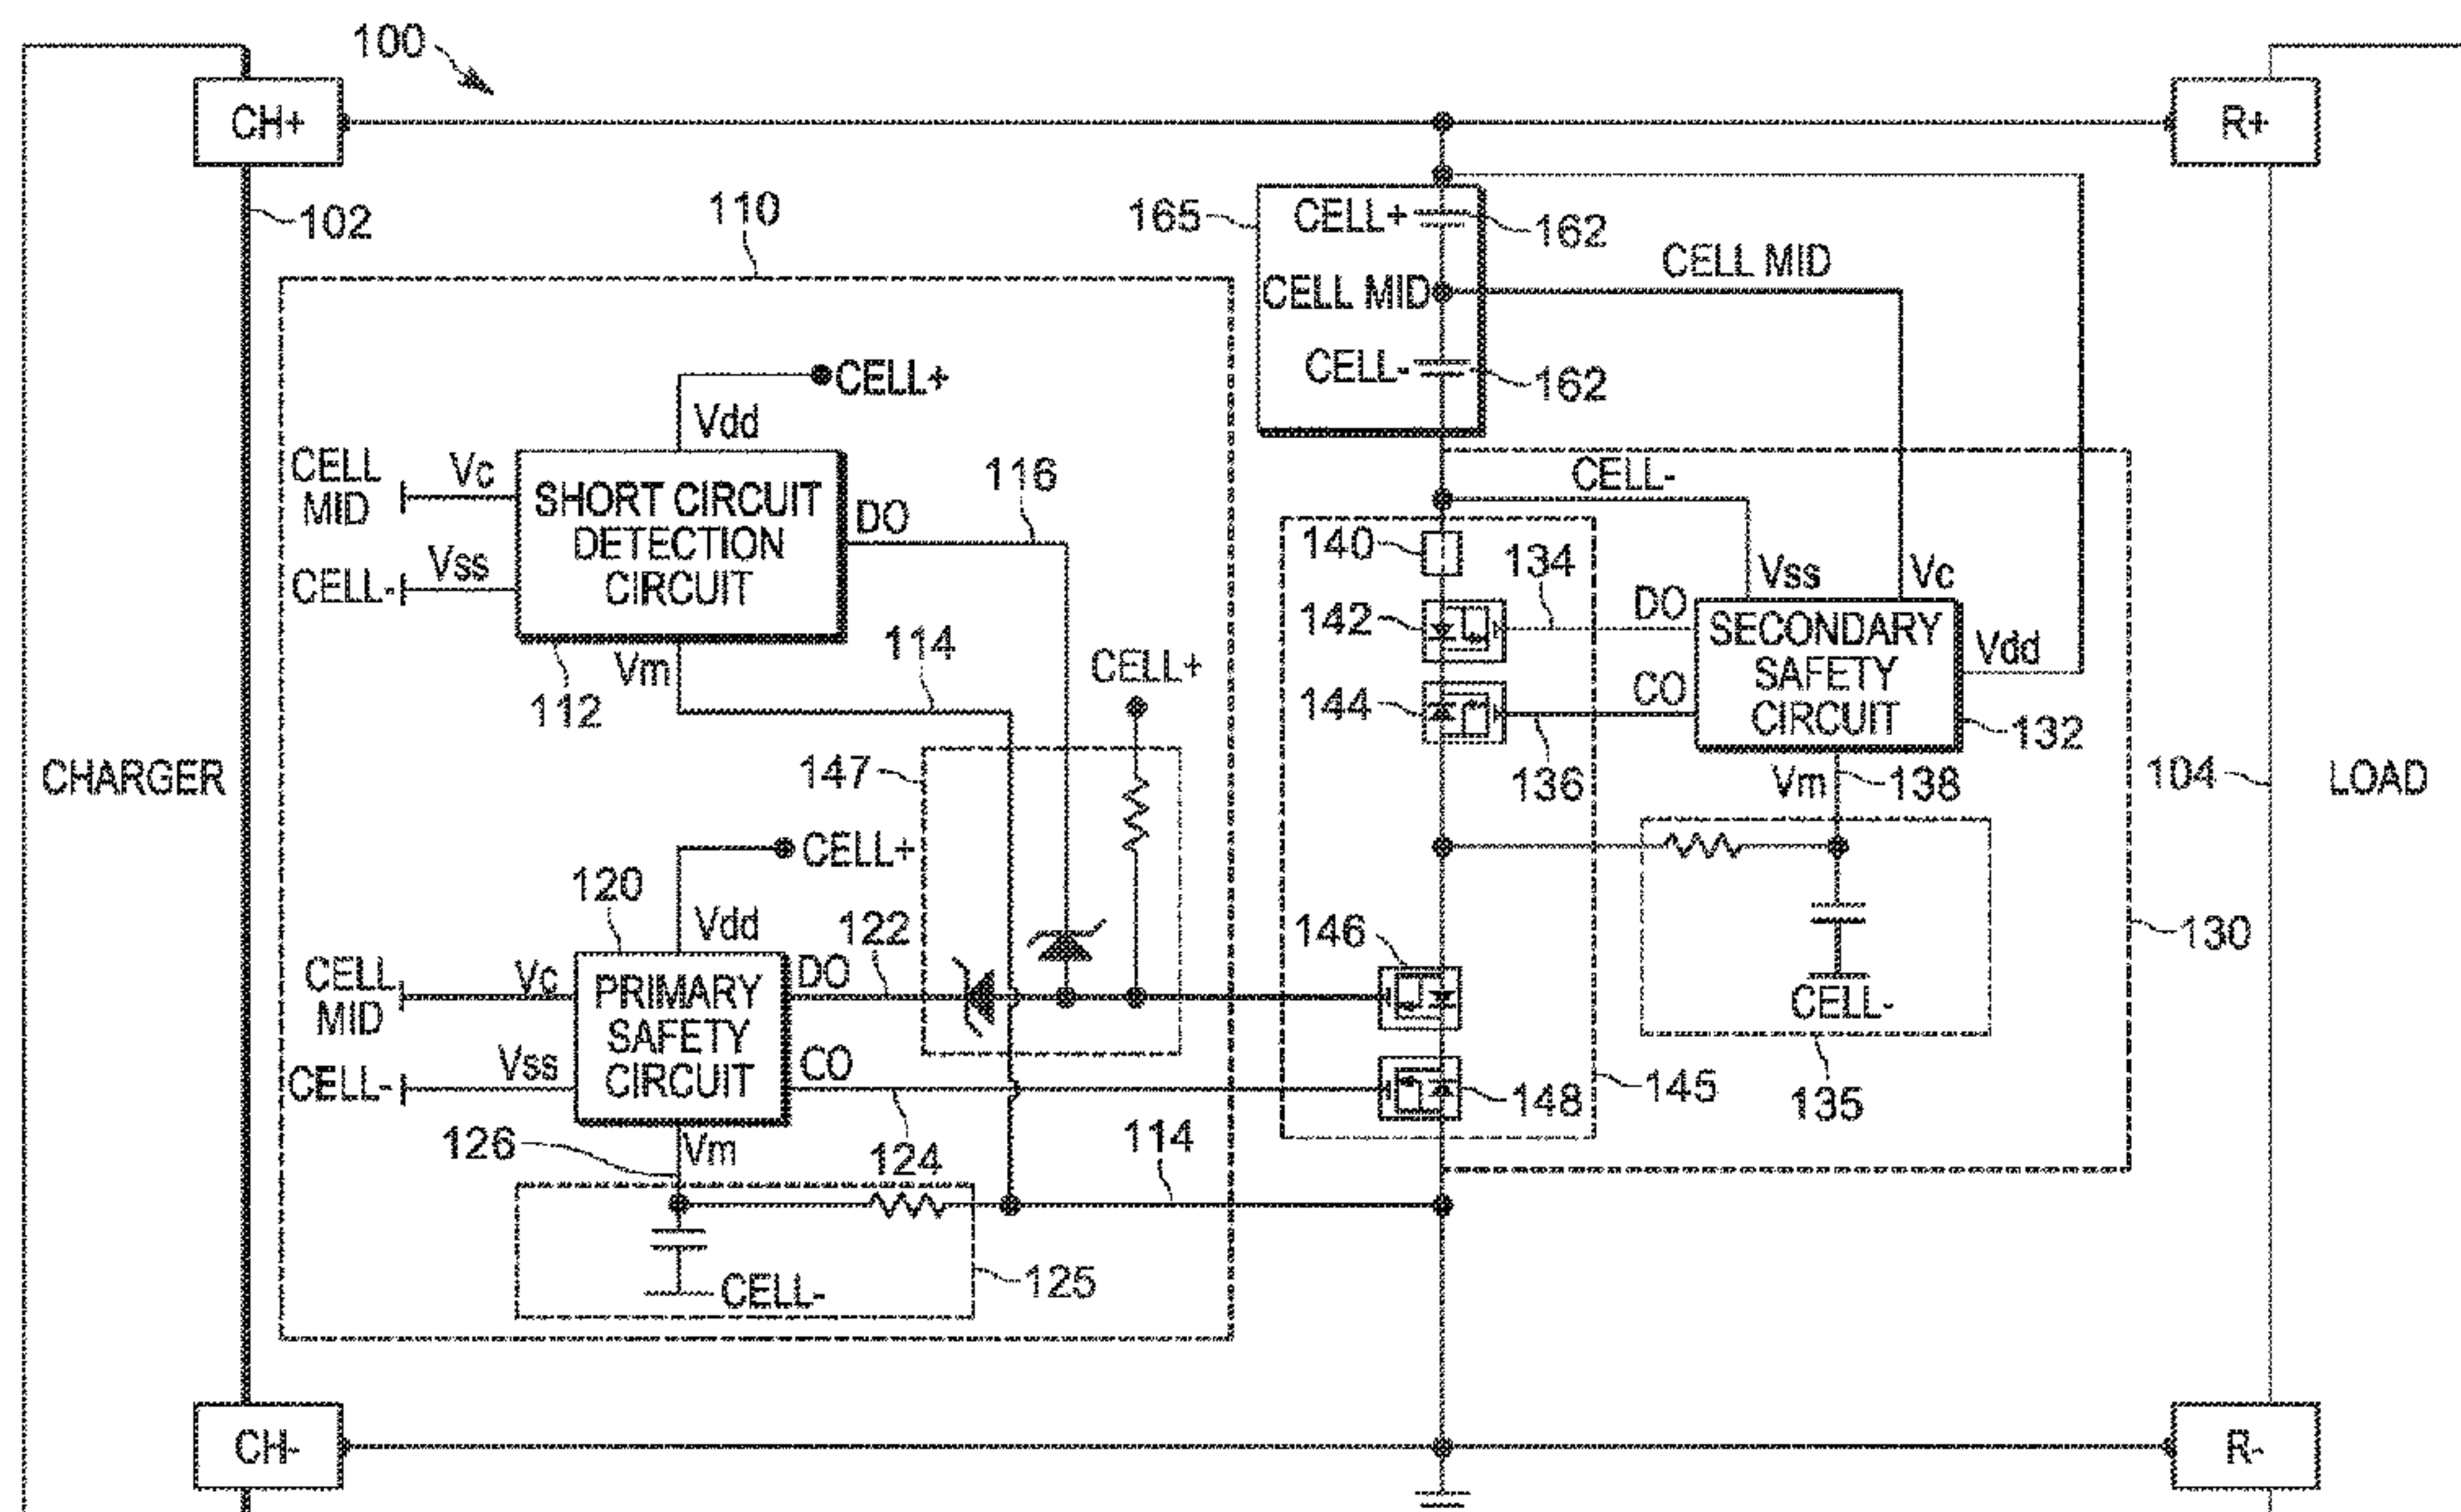 100
CH+
R+
102
110
165
CELL+
162
CELL MID
CELL MID
CELL-
162
CELL+
Vdd
CELL
MID
Vc
SHORT CIRCUIT
DETECTION
CIRCUIT
DO
116
CELL-
Vss
Vm
112
114
CELL+
CELL-
140
134
Vss
Vc
142
DO
SECONDARY
SAFETY
CIRCUIT
Vdd
144
CO
136
132
Vm
138
104
CHARGER
LOAD
147
CELL+
120
Vdd
122
146
130
CELL
MID
Vc
PRIMARY
SAFETY
CIRCUIT
DO
CELL-
CELL-
Vss
CO
148
145
135
126
Vm
124
114
CELL-
125
CH-
R-